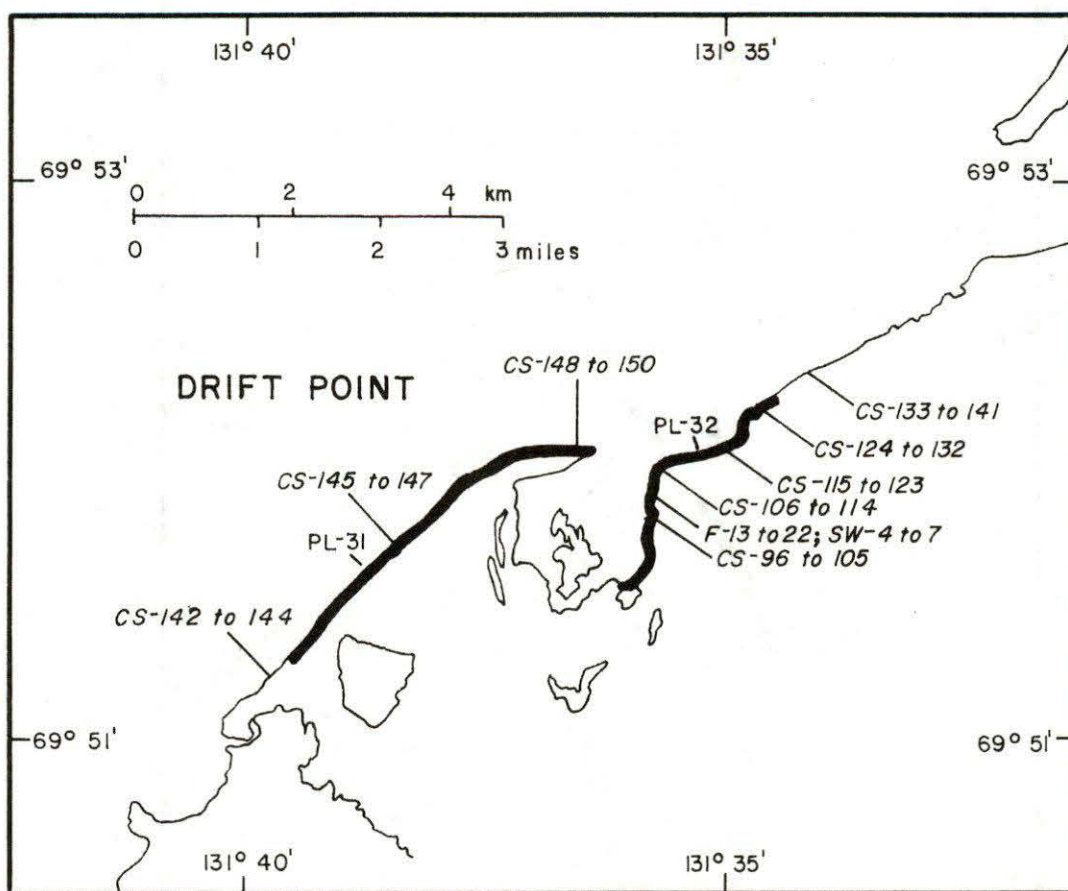 131° 40' 131° 35'
69° 53' 69° 53'
0 2 4 km
0 1 2 3 miles
CS-148 to 150
DRIFT POINT
CS-133 to 141
PL-32
CS-124 to 132
CS-145 to 147
CS-115 to 123
CS-106 to 114
PL-31
F-13 to 22; SW-4 to 7
CS-96 to 105
CS-142 to 144
69° 51' 69° 51'
131° 40' 131° 35'